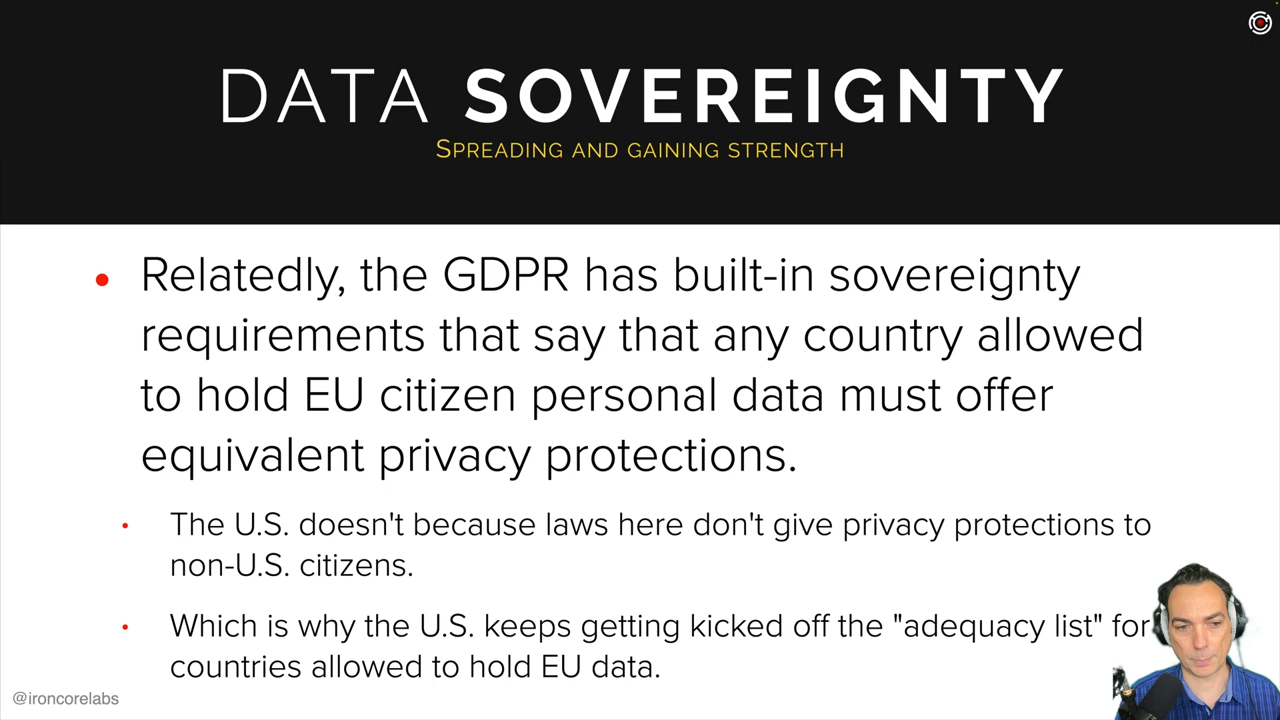 DATA SOVEREIGNTY
SPREADING AND GAINING STRENGTH
• Relatedly, the GDPR has built-in sovereignty
requirements that say that any country allowed
to hold EU citizen personal data must offer
equivalent privacy protections.
• The U.S. doesn't because laws here don't give privacy protections to
non-U.S. citizens.
• Which is why the U.S. keeps getting kicked off the "adequacy list" for
countries allowed to hold EU data.
@ironcorelabs